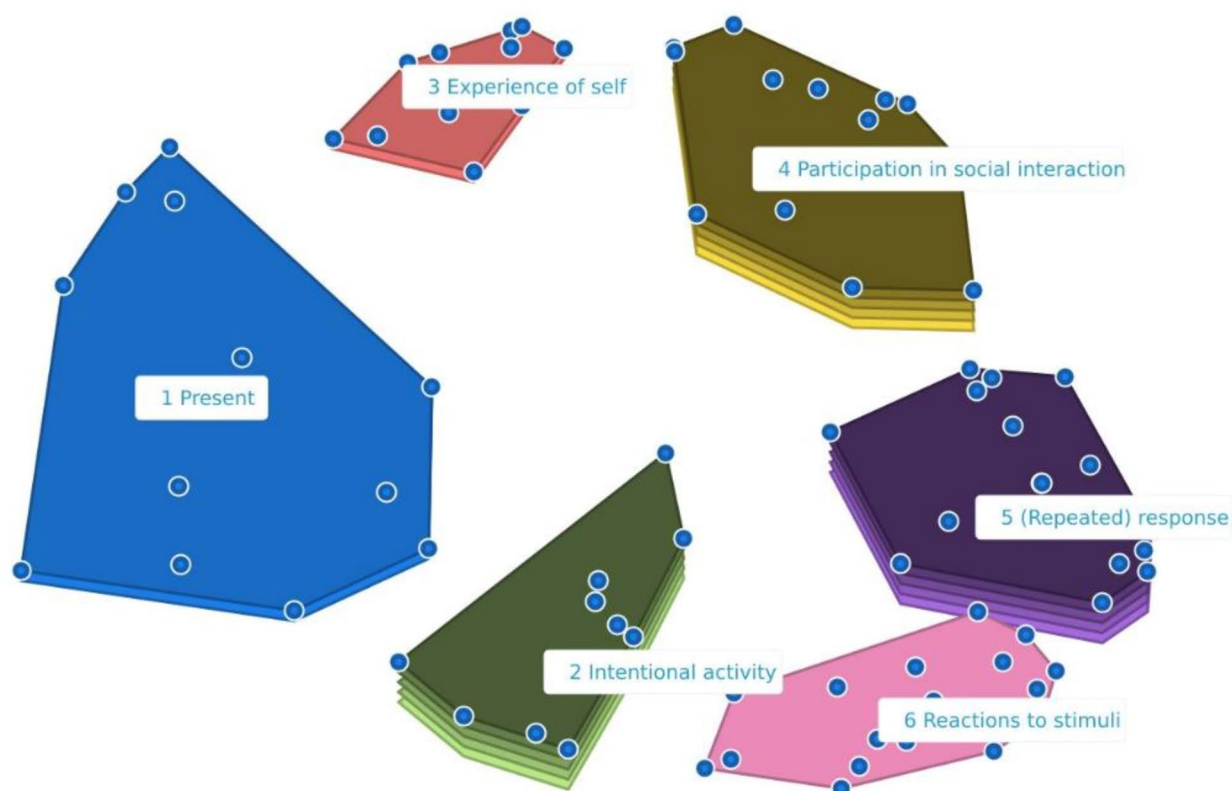 3 Experience of self
4 Participation in social interaction
1 Present
5 (Repeated) response
2 Intentional activity
6 Reactions to stimuli